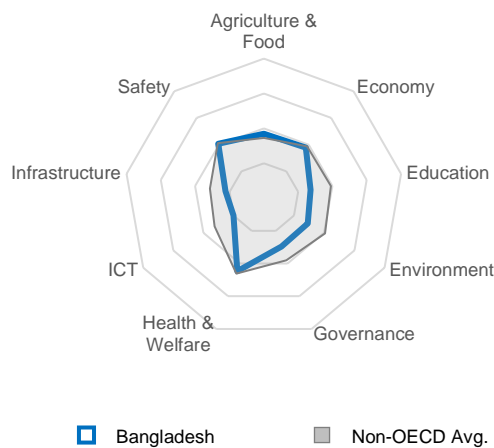 Agriculture &
Food
Safety
Economy
Infrastructure
Education
ICT
Environment
Health &
Welfare
Governance
Bangladesh
Non-OECD Avg.